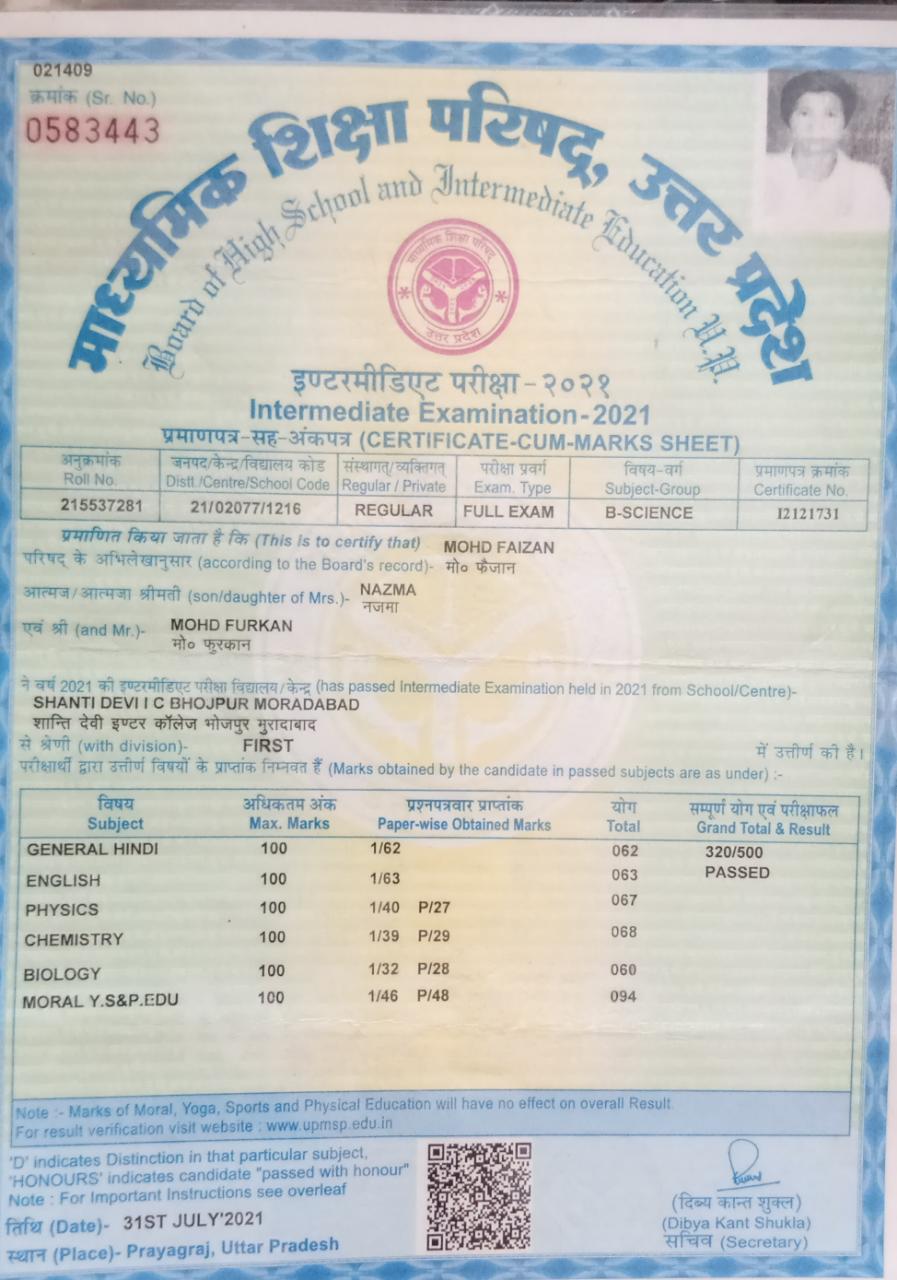 021409
क्रमांक (Sr. No.)
0583443
माध्यमिक शिक्षा परिषद्, उत्तर प्रदेश
Board of High School and Intermediate Education U.P.
माध्यमिक शिक्षा परिषद्
उत्तर प्रदेश
इण्टरमीडिएट परीक्षा-२०२१
Intermediate Examination-2021
प्रमाणपत्र-सह-अंकपत्र (CERTIFICATE-CUM-MARKS SHEET)
अनुक्रमांक जनपद/केन्द्र/विद्यालय कोड संस्थागत/व्यक्तिगत परीक्षा प्रवर्ग विषय-वर्ग प्रमाणपत्र क्रमांक
Roll No. Distt./Centre/School Code Regular / Private Exam. Type Subject-Group Certificate No.
215537281 21/02077/1216 REGULAR FULL EXAM B-SCIENCE I2121731
प्रमाणित किया जाता है कि (This is to certify that) MOHD FAIZAN
परिषद् के अभिलेखानुसार (according to the Board's record)- मो० फैजान
आत्मज/आत्मजा श्रीमती (son/daughter of Mrs.)- NAZMA
नजमा
एवं श्री (and Mr.)- MOHD FURKAN
मो० फुरकान
ने वर्ष 2021 की इण्टरमीडिएट परीक्षा विद्यालय/केन्द्र (has passed Intermediate Examination held in 2021 from School/Centre)-
SHANTI DEVI I C BHOJPUR MORADABAD
शान्ति देवी इण्टर कॉलेज भोजपुर मुरादाबाद
से श्रेणी (with division)- FIRST में उत्तीर्ण की है।
परीक्षार्थी द्वारा उत्तीर्ण विषयों के प्राप्तांक निम्नवत हैं (Marks obtained by the candidate in passed subjects are as under) :-
विषय अधिकतम अंक प्रश्नपत्रवार प्राप्तांक योग सम्पूर्ण योग एवं परीक्षाफल
Subject Max. Marks Paper-wise Obtained Marks Total Grand Total & Result
GENERAL HINDI 100 1/62 062 320/500
ENGLISH 100 1/63 063 PASSED
PHYSICS 100 1/40 P/27 067
CHEMISTRY 100 1/39 P/29 068
BIOLOGY 100 1/32 P/28 060
MORAL Y.S&P.EDU 100 1/46 P/48 094
Note :- Marks of Moral, Yoga, Sports and Physical Education will have no effect on overall Result.
For result verification visit website : www.upmsp.edu.in
'D' indicates Distinction in that particular subject,
'HONOURS' indicates candidate "passed with honour"
Note : For Important Instructions see overleaf
तिथि (Date)- 31ST JULY'2021
स्थान (Place)- Prayagraj, Uttar Pradesh
(दिब्य कान्त शुक्ल)
(Dibya Kant Shukla)
सचिव (Secretary)